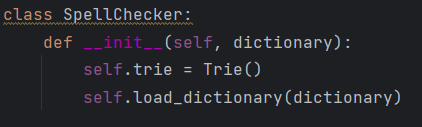 class SpellChecker:
    def __init__(self, dictionary):
        self.trie = Trie()
        self.load_dictionary(dictionary)